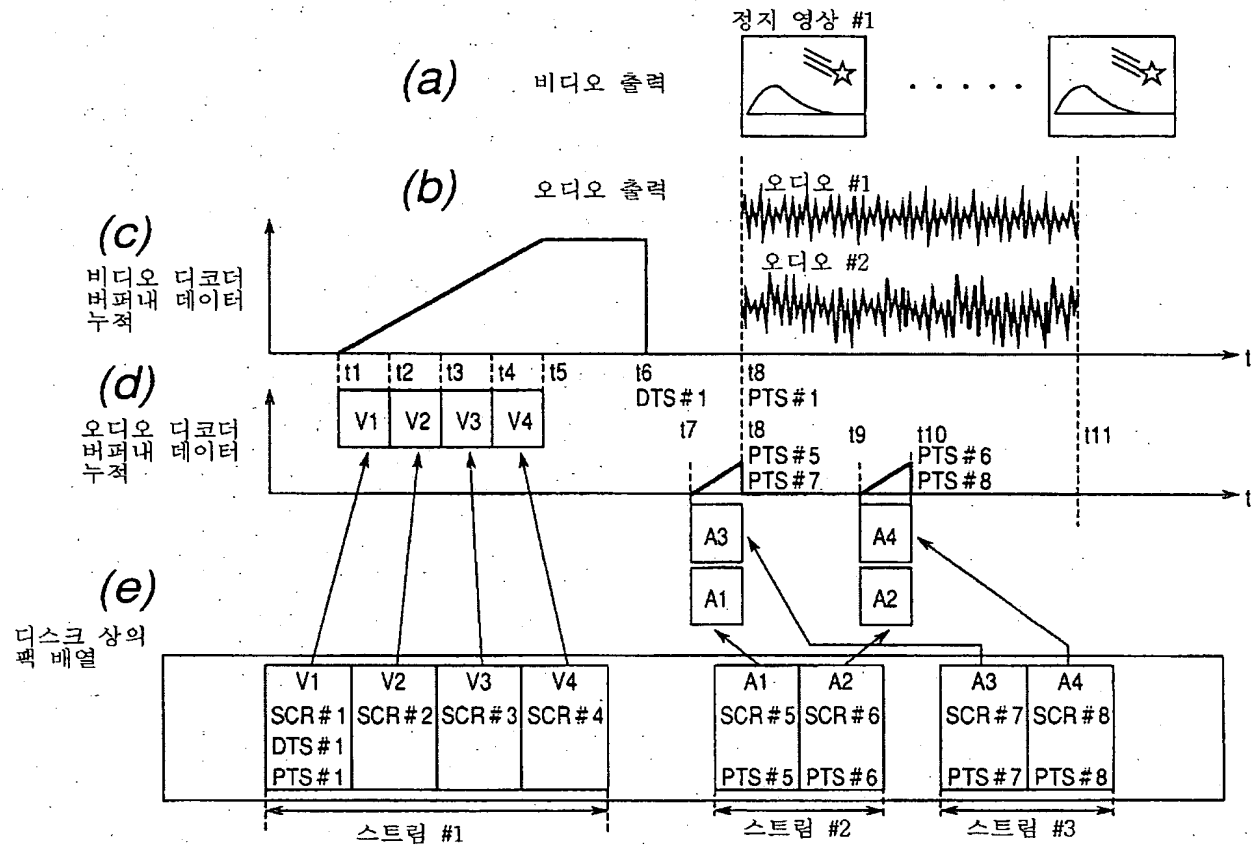 정지 영상 #1
(a)
비디오 출력
(b)
오디오 출력
오디오 #1
오디오 #2
(c)
비디오 디코더
버퍼내 데이터
누적
t
t1 t2 t3 t4 t5 t6 t8
DTS#1 PTS#1
(d)
오디오 디코더
버퍼내 데이터
누적
V1 V2 V3 V4
t7 t8 t9 t10 t11
PTS#5 PTS#6
PTS#7 PTS#8
t
A3 A4
A1 A2
(e)
디스크 상의
팩 배열
V1 V2 V3 V4 A1 A2 A3 A4
SCR#1 SCR#2 SCR#3 SCR#4 SCR#5 SCR#6 SCR#7 SCR#8
DTS#1
PTS#1 PTS#5 PTS#6 PTS#7 PTS#8
스트림 #1 스트림 #2 스트림 #3